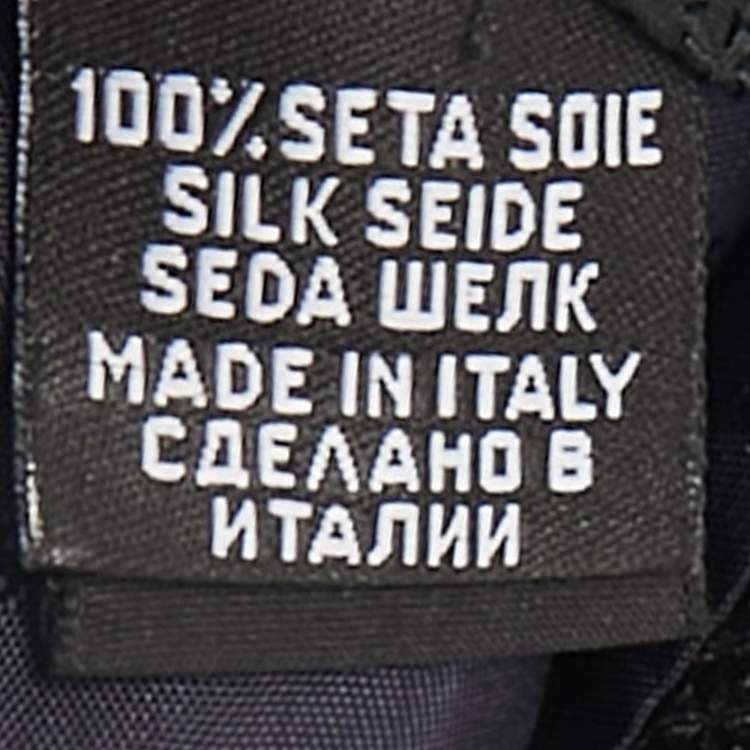 100% SETA SOIE
SILK SEIDE
SEDA ШЕЛК
MADE IN ITALY
СДЕЛАНО В
ИТАЛИИ